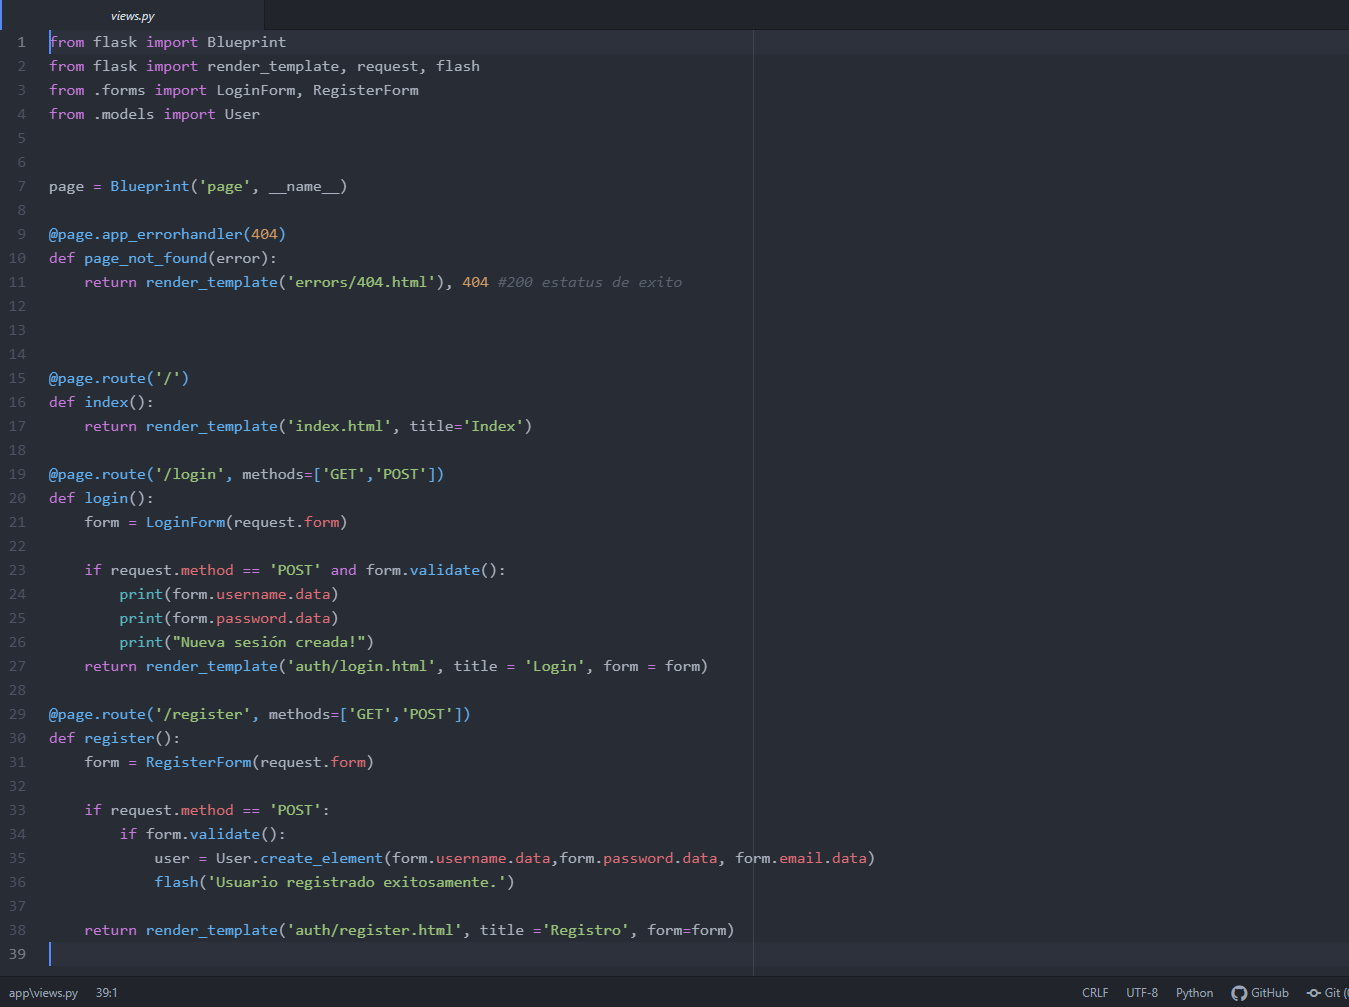 views.py
1 from flask import Blueprint
2 from flask import render_template, request, flash
3 from .forms import LoginForm, RegisterForm
4 from .models import User
5
6
7 page = Blueprint('page', __name__)
8
9 @page.app_errorhandler(404)
10 def page_not_found(error):
11     return render_template('errors/404.html'), 404 #200 estatus de exito
12
13
14
15 @page.route('/')
16 def index():
17     return render_template('index.html', title='Index')
18
19 @page.route('/login', methods=['GET','POST'])
20 def login():
21     form = LoginForm(request.form)
22
23     if request.method == 'POST' and form.validate():
24         print(form.username.data)
25         print(form.password.data)
26         print("Nueva sesión creada!")
27     return render_template('auth/login.html', title = 'Login', form = form)
28
29 @page.route('/register', methods=['GET','POST'])
30 def register():
31     form = RegisterForm(request.form)
32
33     if request.method == 'POST':
34         if form.validate():
35             user = User.create_element(form.username.data,form.password.data, form.email.data)
36             flash('Usuario registrado exitosamente.')
37
38     return render_template('auth/register.html', title ='Registro', form=form)
39
app\views.py 39:1 CRLF UTF-8 Python GitHub Git (